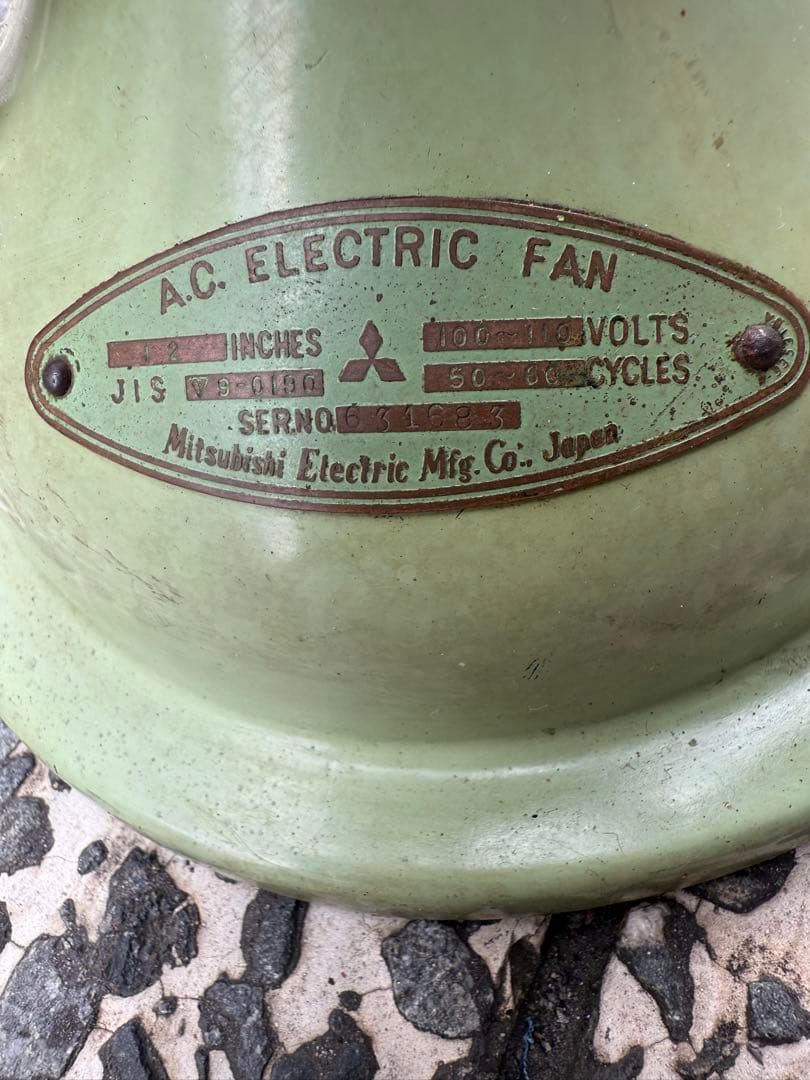 A.C. ELECTRIC FAN
12 INCHES 100~110 VOLTS
JIS 9-0190 50~60 CYCLES
SER.NO. 631683
Mitsubishi Electric Mfg. Co., Japan